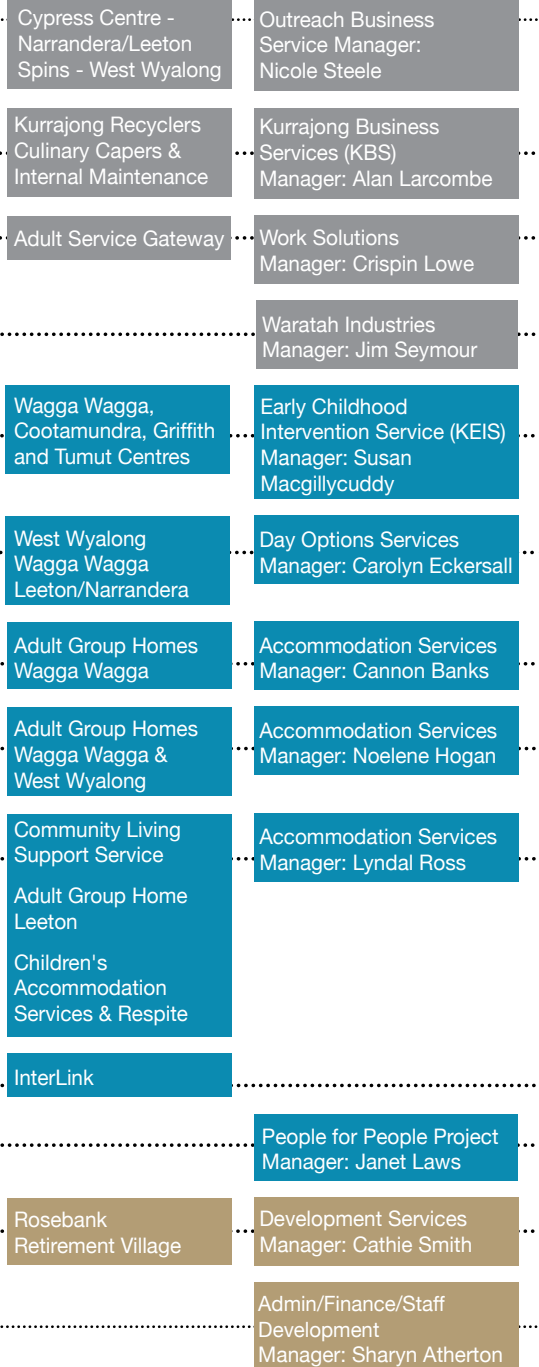 Cypress Centre -
Narrandera/Leeton
Spins - West Wyalong
Outreach Business
Service Manager:
Nicole Steele
Kurrajong Recyclers
Culinary Capers &
Internal Maintenance
Kurrajong Business
Services (KBS)
Manager: Alan Larcombe
Adult Service Gateway
Work Solutions
Manager: Crispin Lowe
Waratah Industries
Manager: Jim Seymour
Wagga Wagga,
Cootamundra, Griffith
and Tumut Centres
Early Childhood
Intervention Service (KEIS)
Manager: Susan
Macgillycuddy
West Wyalong
Wagga Wagga
Leeton/Narrandera
Day Options Services
Manager: Carolyn Eckersall
Adult Group Homes
Wagga Wagga
Accommodation Services
Manager: Cannon Banks
Adult Group Homes
Wagga Wagga &
West Wyalong
Accommodation Services
Manager: Noelene Hogan
Community Living
Support Service
Adult Group Home
Leeton
Children's
Accommodation
Services & Respite
Accommodation Services
Manager: Lyndal Ross
InterLink
People for People Project
Manager: Janet Laws
Rosebank
Retirement Village
Development Services
Manager: Cathie Smith
Admin/Finance/Staff
Development
Manager: Sharyn Atherton